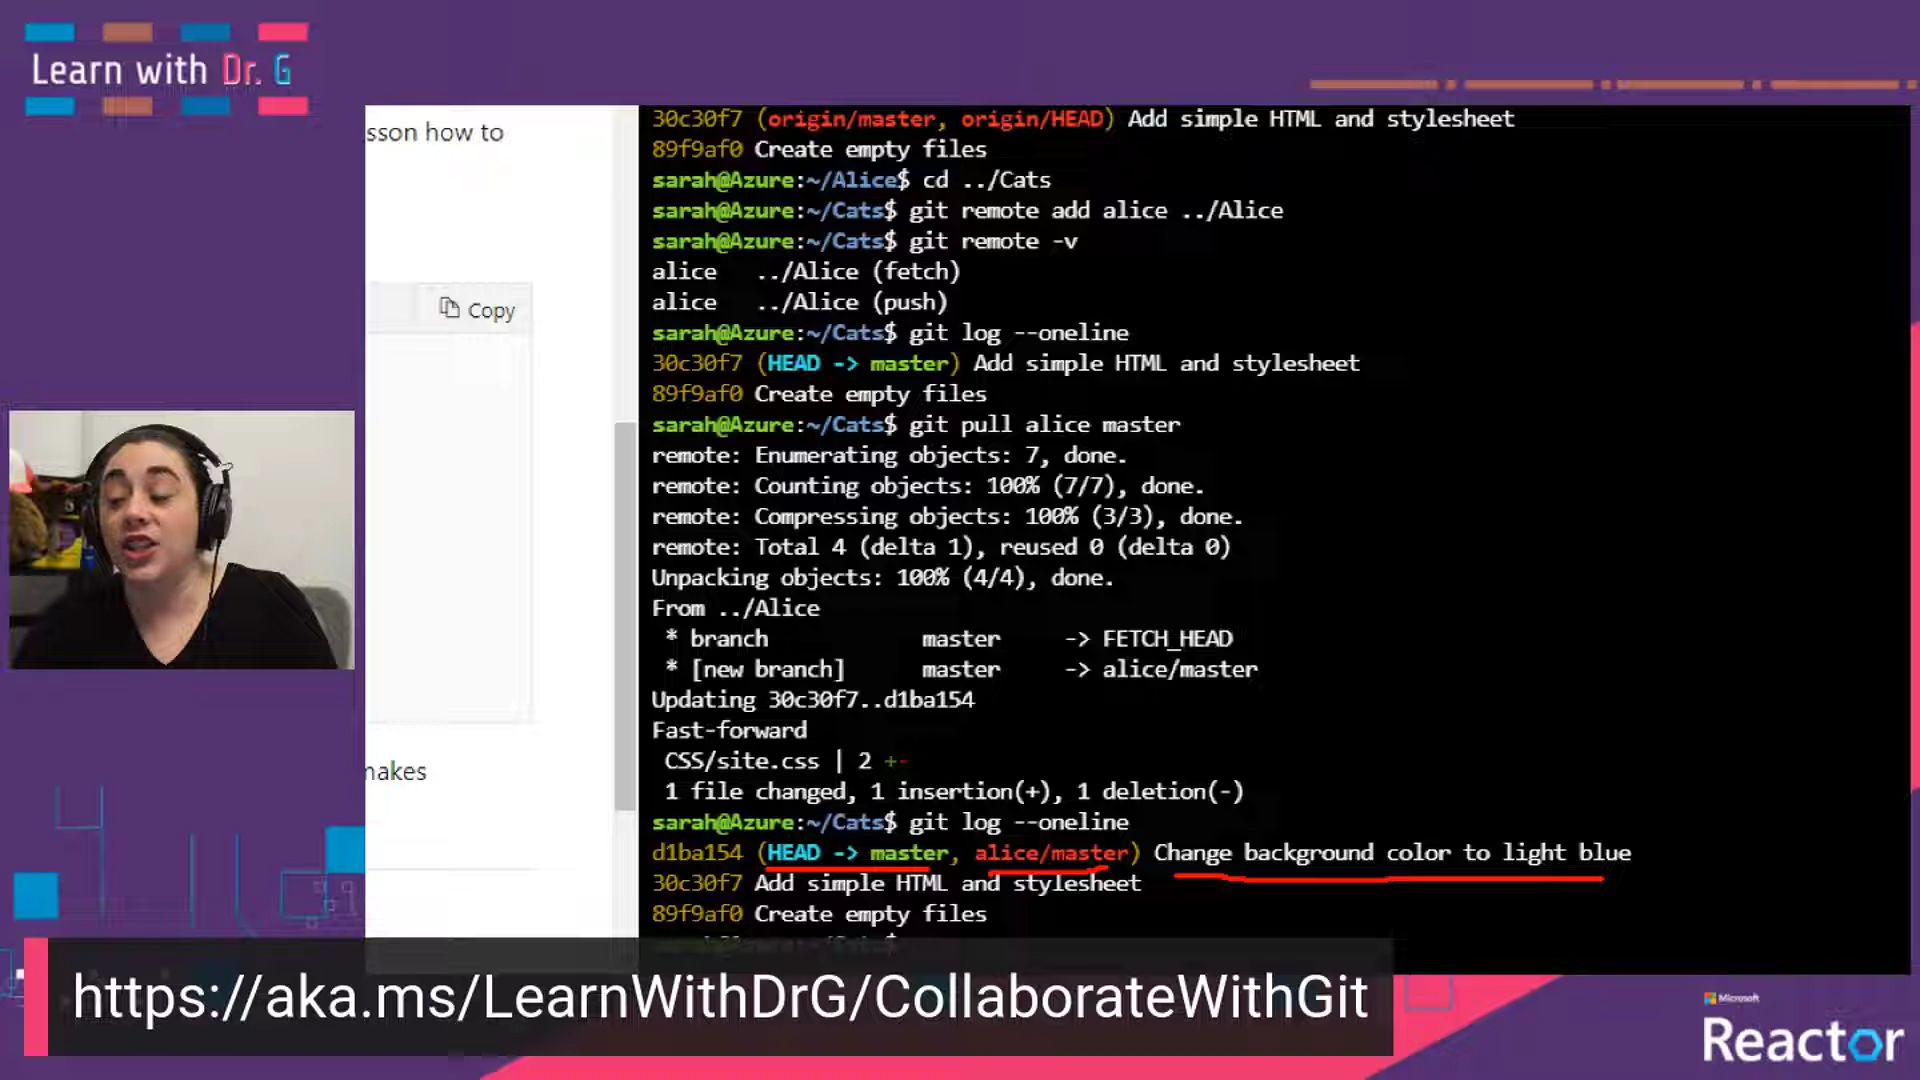 Learn with Dr. G
sson how to
Copy
makes
30c30f7 (origin/master, origin/HEAD) Add simple HTML and stylesheet
89f9af0 Create empty files
sarah@Azure:~/Alice$ cd ../Cats
sarah@Azure:~/Cats$ git remote add alice ../Alice
sarah@Azure:~/Cats$ git remote -v
alice ../Alice (fetch)
alice ../Alice (push)
sarah@Azure:~/Cats$ git log --oneline
30c30f7 (HEAD -> master) Add simple HTML and stylesheet
89f9af0 Create empty files
sarah@Azure:~/Cats$ git pull alice master
remote: Enumerating objects: 7, done.
remote: Counting objects: 100% (7/7), done.
remote: Compressing objects: 100% (3/3), done.
remote: Total 4 (delta 1), reused 0 (delta 0)
Unpacking objects: 100% (4/4), done.
From ../Alice
* branch master -> FETCH_HEAD
* [new branch] master -> alice/master
Updating 30c30f7..d1ba154
Fast-forward
CSS/site.css | 2 +-
1 file changed, 1 insertion(+), 1 deletion(-)
sarah@Azure:~/Cats$ git log --oneline
d1ba154 (HEAD -> master, alice/master) Change background color to light blue
30c30f7 Add simple HTML and stylesheet
89f9af0 Create empty files
https://aka.ms/LearnWithDrG/CollaborateWithGit
Microsoft
Reactor